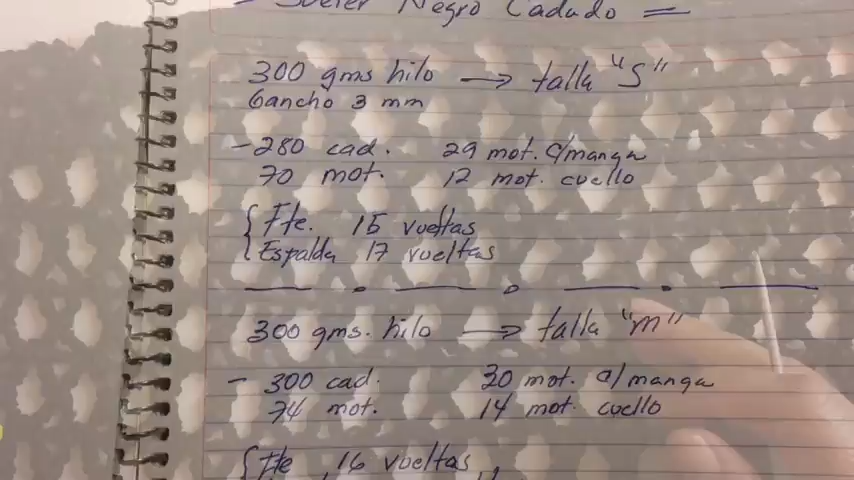 - Sueter Negro Calado =
300 gms hilo → talla "S"
Gancho 3 mm
- 280 cad. 29 mot. c/manga
70 mot. 12 mot. cuello
{ Fte. 15 vueltas
Espalda 17 vueltas
300 gms. hilo → talla "M"
- 300 cad. 30 mot. c/manga
74 mot. 14 mot. cuello
{ Fte 16 vueltas